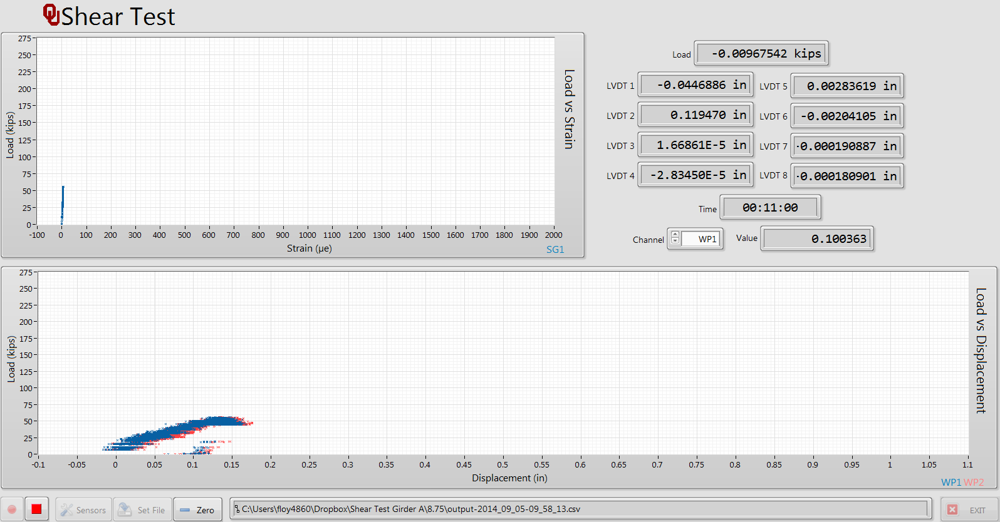 OU Shear Test
275
250
225
200
175
150
125
100
75
50
25
0
Load (kips)
-100 0 100 200 300 400 500 600 700 800 900 1000 1100 1200 1300 1400 1500 1600 1700 1800 1900 2000
Strain (µe)
SG1
Load vs Strain
Load -0.00967542 kips
LVDT 1 -0.0446886 in LVDT 5 0.00283619 in
LVDT 2 0.119470 in LVDT 6 -0.00204105 in
LVDT 3 1.66861E-5 in LVDT 7 -0.000190887 in
LVDT 4 -2.83450E-5 in LVDT 8 -0.000180901 in
Time 00:11:00
Channel WP1 Value 0.100363
275
250
225
200
175
150
125
100
75
50
25
0
Load (kips)
-0.1 -0.05 0 0.05 0.1 0.15 0.2 0.25 0.3 0.35 0.4 0.45 0.5 0.55 0.6 0.65 0.7 0.75 0.8 0.85 0.9 0.95 1 1.05 1.1
Displacement (in)
WP1 WP2
Load vs Displacement
Sensors Set File Zero C:\Users\floy4860\Dropbox\Shear Test Girder A\8.75\output-2014_09_05-09_58_13.csv EXIT